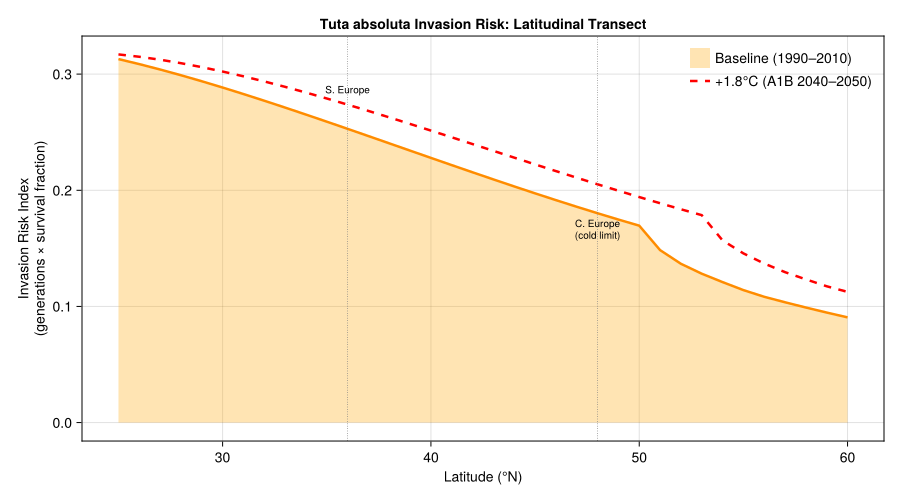 Tuta absoluta Invasion Risk: Latitudinal Transect
Baseline (1990–2010)
+1.8°C (A1B 2040–2050)
S. Europe
C. Europe
(cold limit)
Invasion Risk Index
(generations × survival fraction)
0.3
0.2
0.1
0.0
30
40
50
60
Latitude (°N)